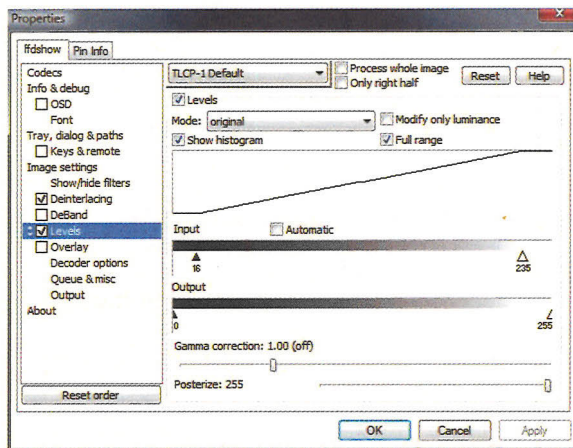 Properties
ffdshow
Pin Info
Codecs
Info & debug
OSD
Font
Tray, dialog & paths
Keys & remote
Image settings
Show/hide filters
Deinterlacing
DeBand
Levels
Overlay
Decoder options
Queue & misc
Output
About
Reset order
TLCP-1 Default
Process whole image
Only right half
Reset
Help
Levels
Mode: original
Modify only luminance
Show histogram
Full range
Input
Automatic
16
235
Output
0
255
Gamma correction: 1.00 (off)
Posterize: 255
OK
Cancel
Apply